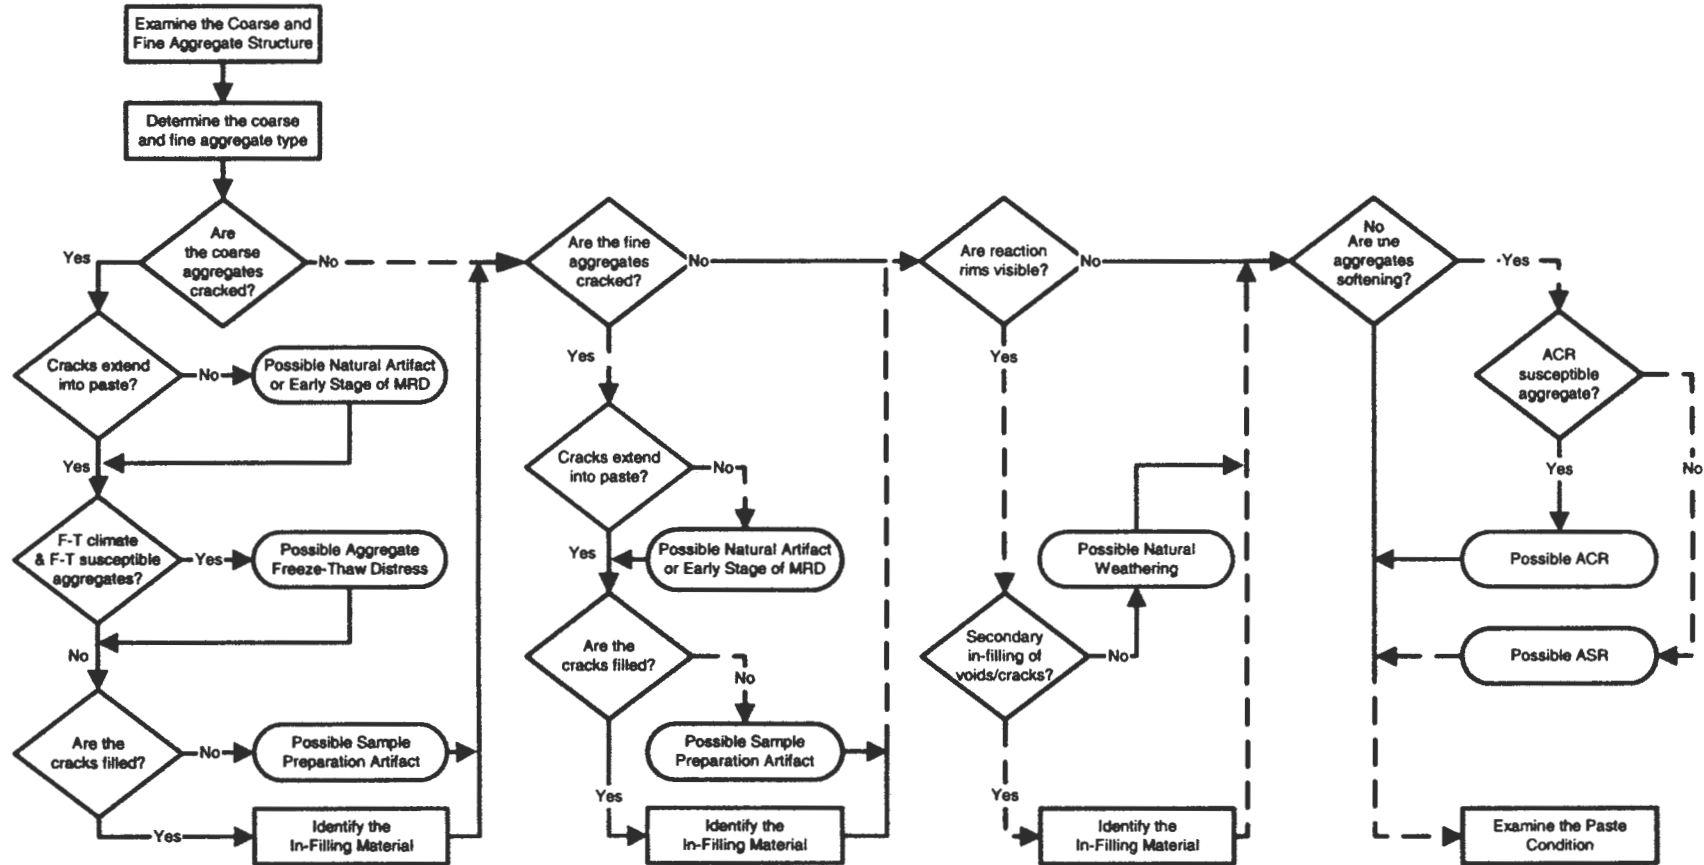 Examine the Coarse and
Fine Aggregate Structure
Determine the coarse
and fine aggregate type
Are
the coarse
aggregates
cracked?
Yes
No
Cracks extend
into paste?
No
Possible Natural Artifact
or Early Stage of MRD
Yes
F-T climate
& F-T susceptible
aggregates?
Yes
Possible Aggregate
Freeze-Thaw Distress
No
Are the
cracks filled?
No
Possible Sample
Preparation Artifact
Yes
Identify the
In-Filling Material
Are the fine
aggregates
cracked?
No
Yes
Cracks extend
into paste?
No
Possible Natural Artifact
or Early Stage of MRD
Yes
Are the
cracks filled?
No
Possible Sample
Preparation Artifact
Yes
Identify the
In-Filling Material
Are reaction
rims visible?
No
Yes
Secondary
in-filling of
voids/cracks?
No
Possible Natural
Weathering
Yes
Identify the
In-Filling Material
No
Are the
aggregates
softening?
Yes
ACR
susceptible
aggregate?
Yes
No
Possible ACR
Possible ASR
Examine the Paste
Condition